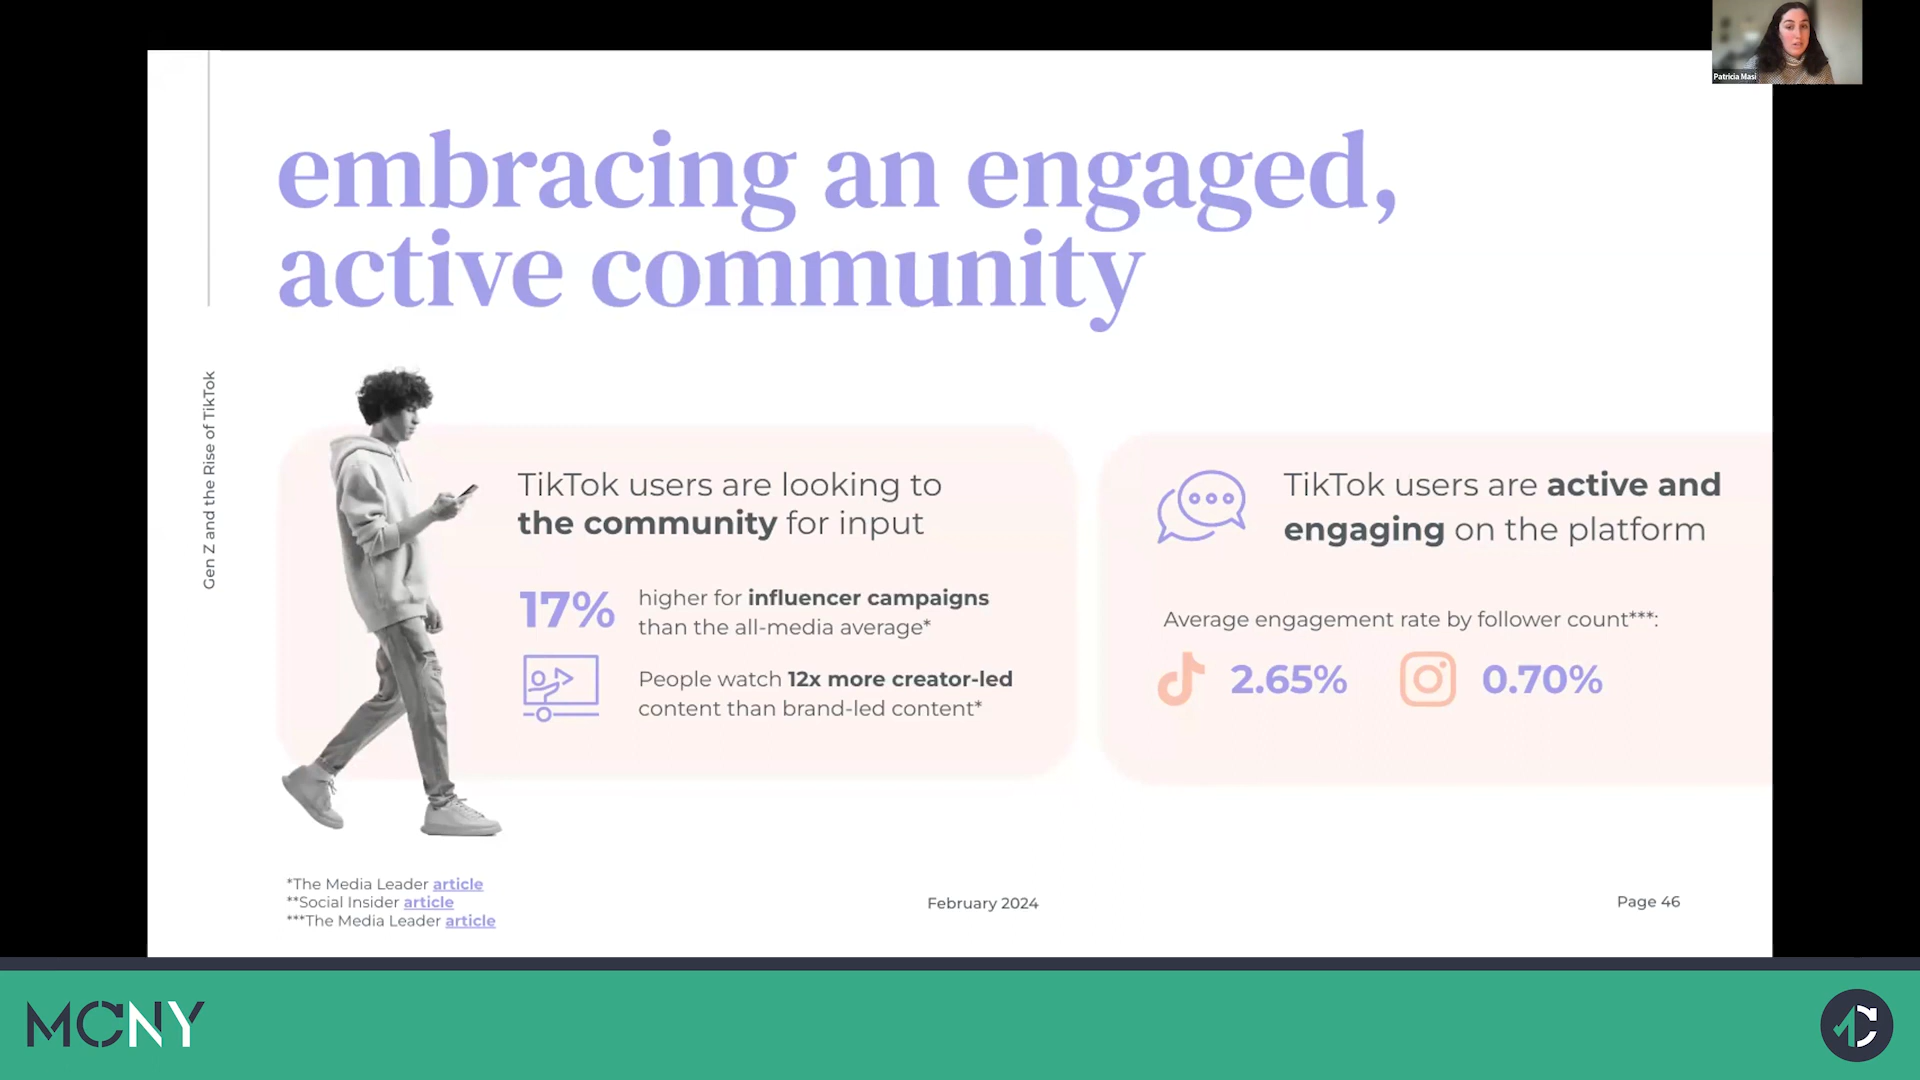 Patricia Masi
embracing an engaged,
active community
Gen Z and the Rise of TikTok
TikTok users are looking to
the community for input
17%
higher for influencer campaigns
than the all-media average*
People watch 12x more creator-led
content than brand-led content*
TikTok users are active and
engaging on the platform
Average engagement rate by follower count***:
2.65%
0.70%
*The Media Leader article
**Social Insider article
***The Media Leader article
February 2024
Page 46
MCNY